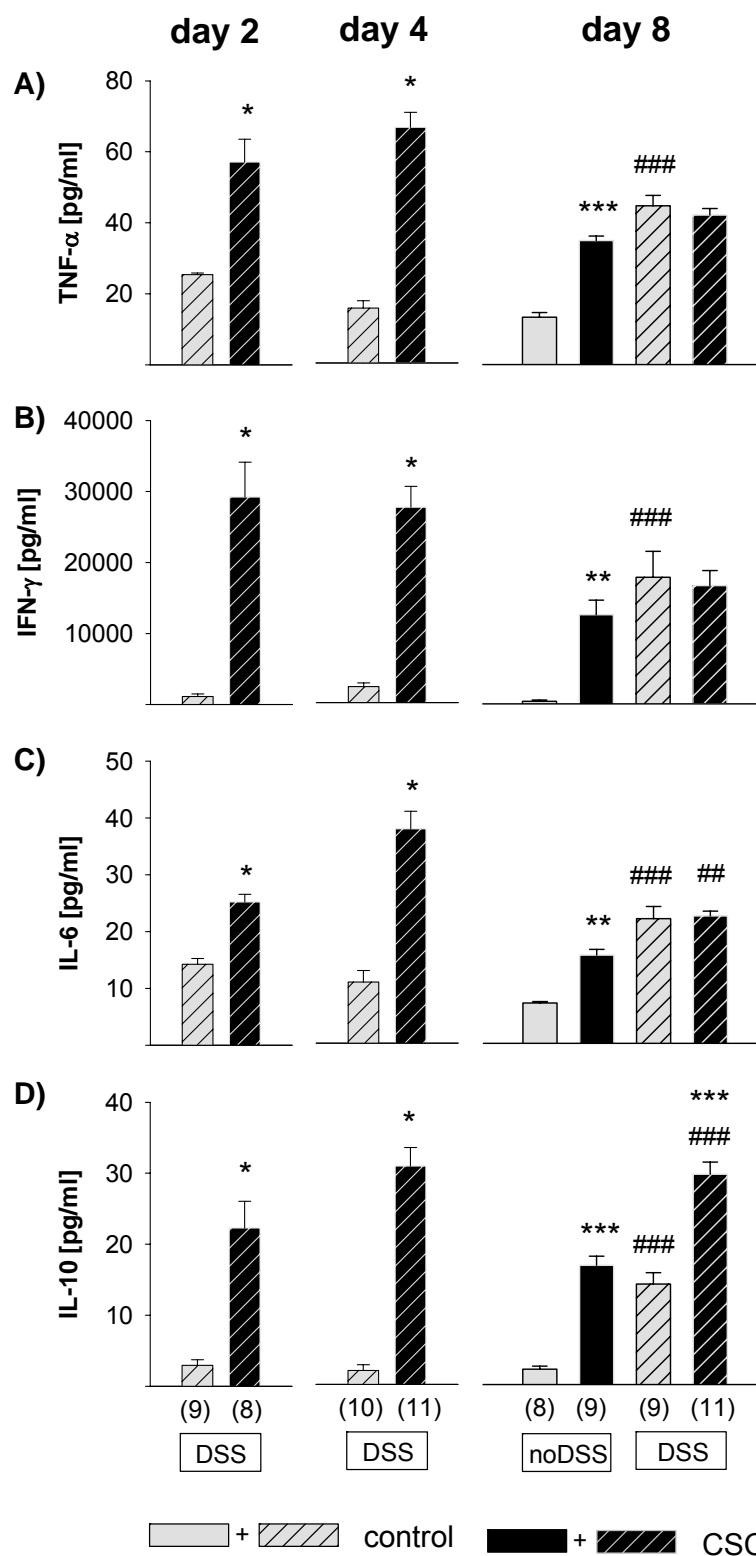 day 2 day 4 day 8
A)
TNF-α [pg/ml]
80
60
40
20
* * *** ###
B)
IFN-γ [pg/ml]
40000
30000
20000
10000
* * ** ###
C)
IL-6 [pg/ml]
50
40
30
20
10
* * ** ### ##
D)
IL-10 [pg/ml]
40
30
20
10
0
* * *** ### ***
###
(9) (8) (10) (11) (8) (9) (9) (11)
DSS DSS noDSS DSS
+ control + CSC